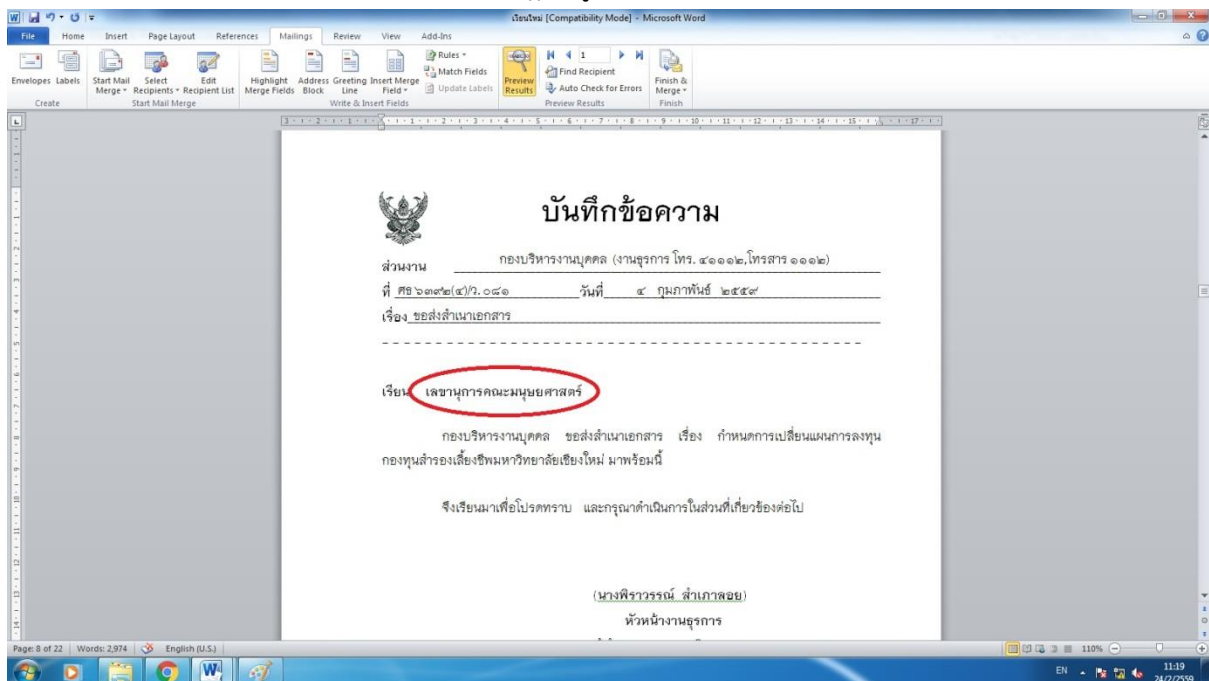 เรียนใหม่ [Compatibility Mode] - Microsoft Word
File Home Insert Page Layout References Mailings Review View Add-Ins
Envelopes Labels Start Mail Merge Select Recipients Edit Recipient List Highlight Merge Fields Address Block Greeting Line Insert Merge Field Rules Match Fields Update Labels Preview Results 1 Find Recipient Auto Check for Errors Finish & Merge
Create Start Mail Merge Write & Insert Fields Preview Results Finish
บันทึกข้อความ
ส่วนงาน กองบริหารงานบุคคล (งานธุรการ โทร. ๔๑๑๑๒,โทรสาร ๑๑๑๒)
ที่ ศธ ๖๓๙๒(๔)/ว. ๐๘๑ วันที่ ๔ กุมภาพันธ์ ๒๕๕๙
เรื่อง ขอส่งสำเนาเอกสาร
เรียน เลขานุการคณะมนุษยศาสตร์
กองบริหารงานบุคคล ขอส่งสำเนาเอกสาร เรื่อง กำหนดการเปลี่ยนแผนการลงทุน
กองทุนสำรองเลี้ยงชีพมหาวิทยาลัยเชียงใหม่ มาพร้อมนี้
จึงเรียนมาเพื่อโปรดทราบ และกรุณาดำเนินการในส่วนที่เกี่ยวข้องต่อไป
(นางพิราวรรณ์ สำเภาลอย)
หัวหน้างานธุรการ
Page: 8 of 22 Words: 2,974 English (U.S.) 110%
EN 11:19
24/2/2559